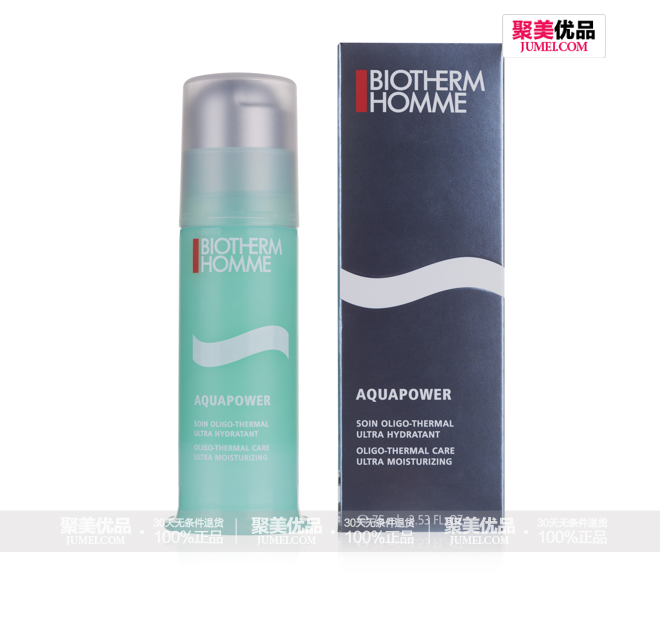 聚美优品
JUMEI.COM
BIOTHERM
HOMME
BIOTHERM
HOMME
AQUAPOWER
SOIN OLIGO-THERMAL
ULTRA HYDRATANT
OLIGO-THERMAL CARE
ULTRA MOISTURIZING
AQUAPOWER
SOIN OLIGO-THERMAL
ULTRA HYDRATANT
OLIGO-THERMAL CARE
ULTRA MOISTURIZING
2.53 FL.OZ
聚美优品 30天无条件退货 聚美优品 30天无条件退货 聚美优品 30天无条件退货
JUMEI.COM 100%正品 JUMEI.COM 100%正品 JUMEI.COM 100%正品